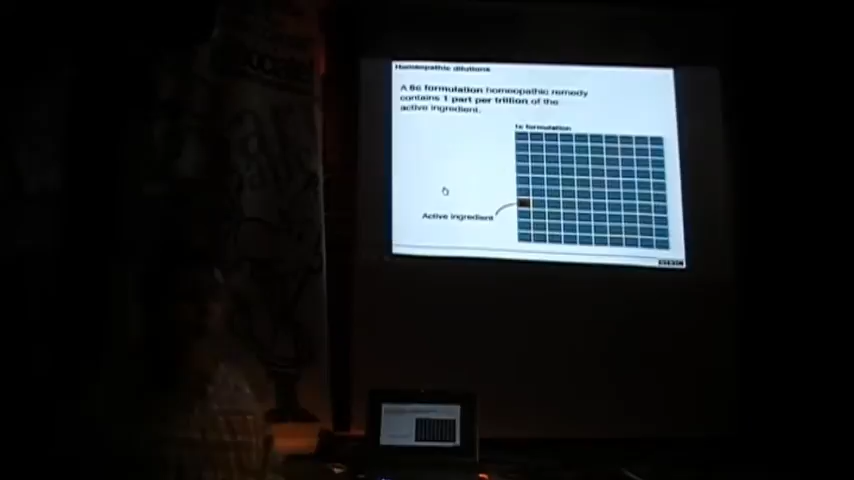 Homeopathic dilutions
A 6c formulation homeopathic remedy
contains 1 part per trillion of the
active ingredient.
1c formulation
Active ingredient